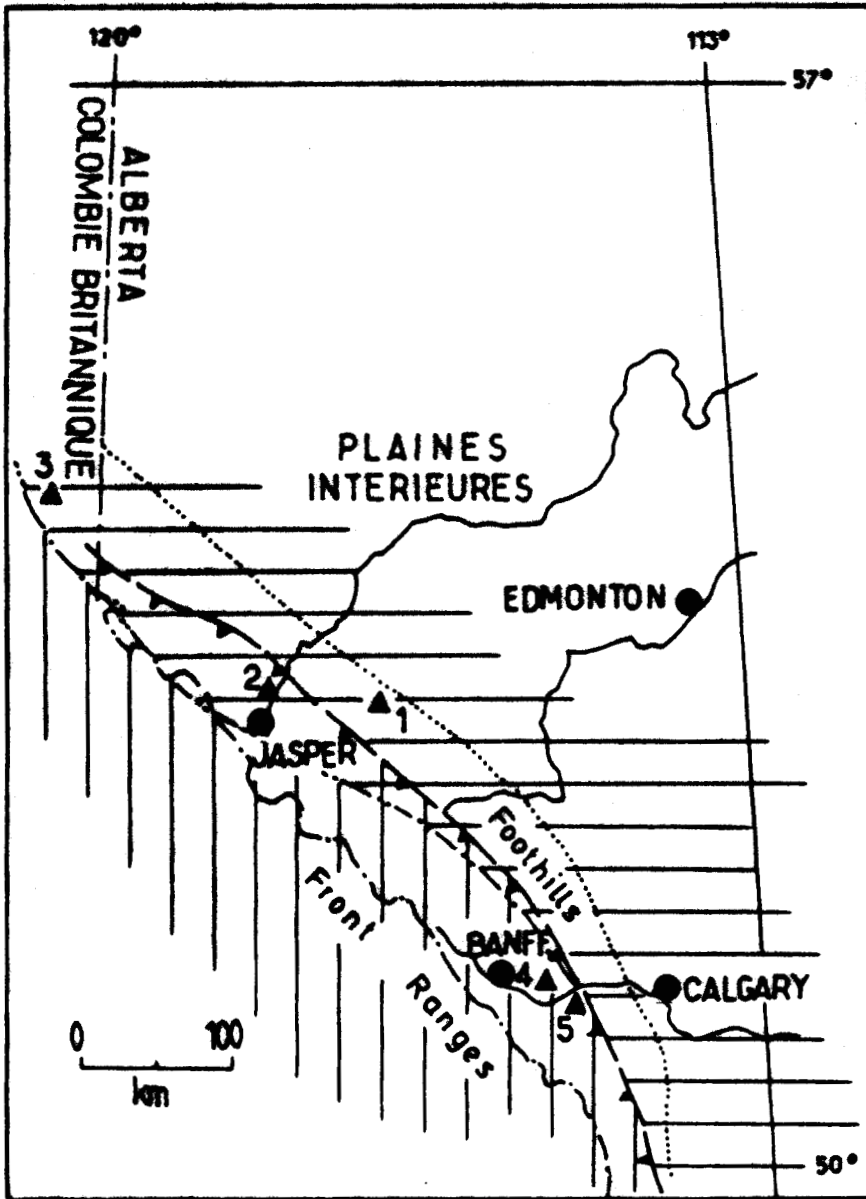 120°
113°
57°
COLOMBIE BRITANNIQUE
ALBERTA
3
PLAINES
INTERIEURES
EDMONTON
2
1
JASPER
Foothills
Front
Ranges
BANFF
4
CALGARY
5
0 100
km
50°